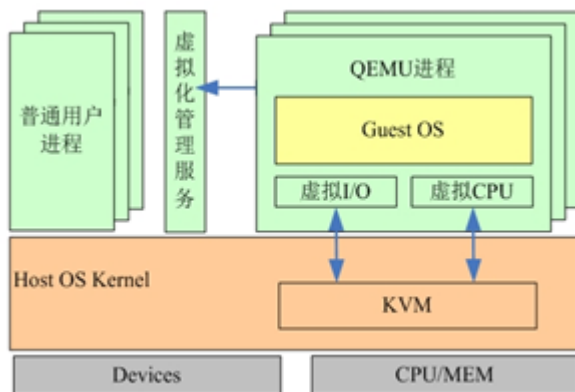 普通用户
进程
虚拟化管理服务
QEMU进程
Guest OS
虚拟I/O
虚拟CPU
Host OS Kernel
KVM
Devices
CPU/MEM